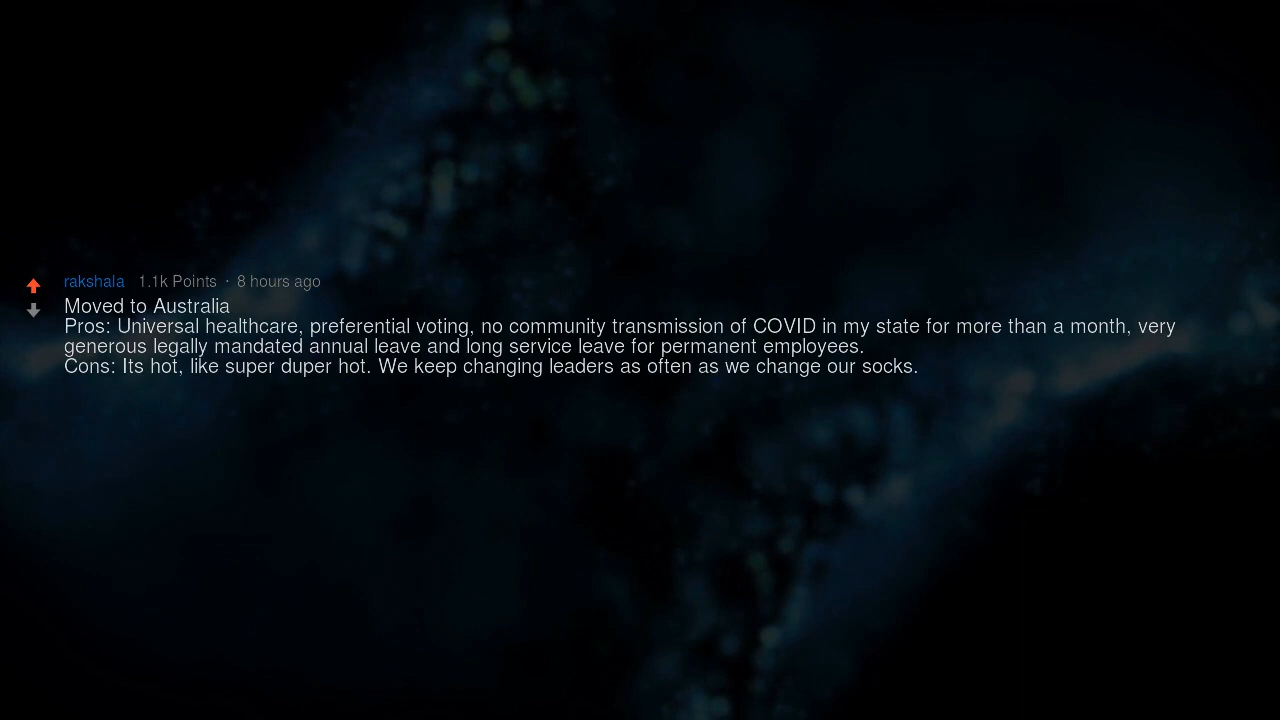 rakshala 1.1k Points · 8 hours ago
Moved to Australia
Pros: Universal healthcare, preferential voting, no community transmission of COVID in my state for more than a month, very
generous legally mandated annual leave and long service leave for permanent employees.
Cons: Its hot, like super duper hot. We keep changing leaders as often as we change our socks.